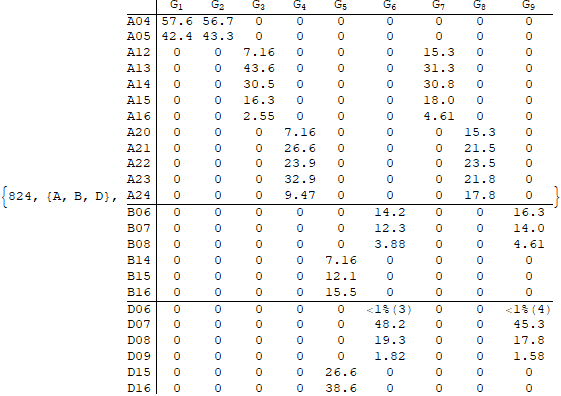 G1 G2 G3 G4 G5 G6 G7 G8 G9
A04 57.6 56.7 0 0 0 0 0 0 0
A05 42.4 43.3 0 0 0 0 0 0 0
A12 0 0 7.16 0 0 0 15.3 0 0
A13 0 0 43.6 0 0 0 31.3 0 0
A14 0 0 30.5 0 0 0 30.8 0 0
A15 0 0 16.3 0 0 0 18.0 0 0
A16 0 0 2.55 0 0 0 4.61 0 0
A20 0 0 0 7.16 0 0 0 15.3 0
A21 0 0 0 26.6 0 0 0 21.5 0
A22 0 0 0 23.9 0 0 0 23.5 0
A23 0 0 0 32.9 0 0 0 21.8 0
{824, {A, B, D}, A24 0 0 0 9.47 0 0 0 17.8 0 }
B06 0 0 0 0 0 14.2 0 0 16.3
B07 0 0 0 0 0 12.3 0 0 14.0
B08 0 0 0 0 0 3.88 0 0 4.61
B14 0 0 0 0 7.16 0 0 0 0
B15 0 0 0 0 12.1 0 0 0 0
B16 0 0 0 0 15.5 0 0 0 0
D06 0 0 0 0 0 <1%(3) 0 0 <1%(4)
D07 0 0 0 0 0 48.2 0 0 45.3
D08 0 0 0 0 0 19.3 0 0 17.8
D09 0 0 0 0 0 1.82 0 0 1.58
D15 0 0 0 0 26.6 0 0 0 0
D16 0 0 0 0 38.6 0 0 0 0